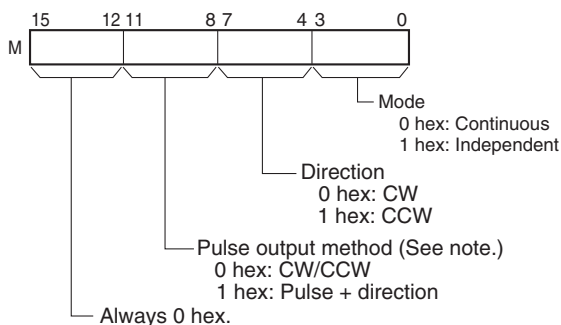 15 12 11 8 7 4 3 0
M
Mode
0 hex: Continuous
1 hex: Independent
Direction
0 hex: CW
1 hex: CCW
Pulse output method (See note.)
0 hex: CW/CCW
1 hex: Pulse + direction
Always 0 hex.